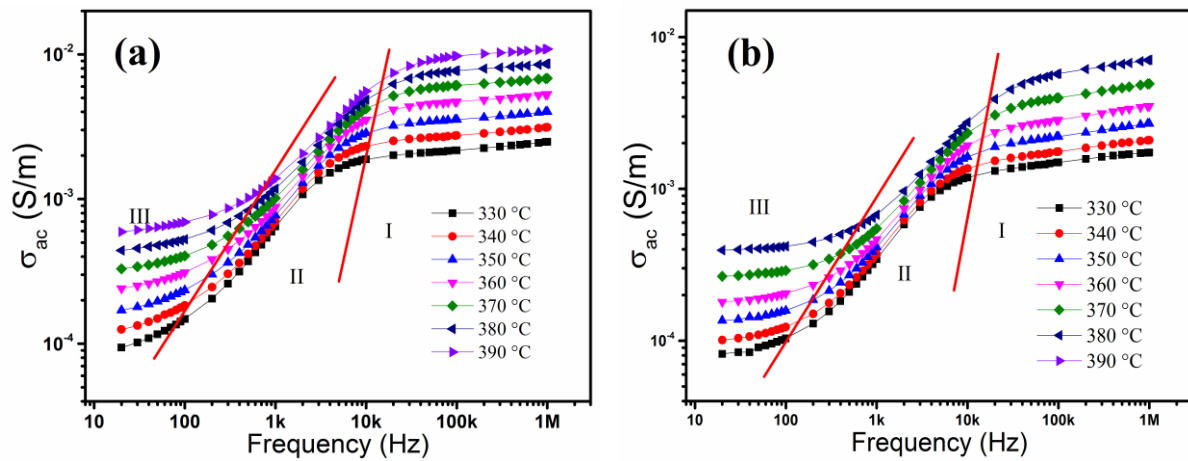 (a)
10⁻²
10⁻³
10⁻⁴
σac (S/m)
III
II
I
330 °C
340 °C
350 °C
360 °C
370 °C
380 °C
390 °C
10 100 1k 10k 100k 1M
Frequency (Hz)
(b)
10⁻²
10⁻³
10⁻⁴
σac (S/m)
III
II
I
330 °C
340 °C
350 °C
360 °C
370 °C
380 °C
390 °C
10 100 1k 10k 100k 1M
Frequency (Hz)